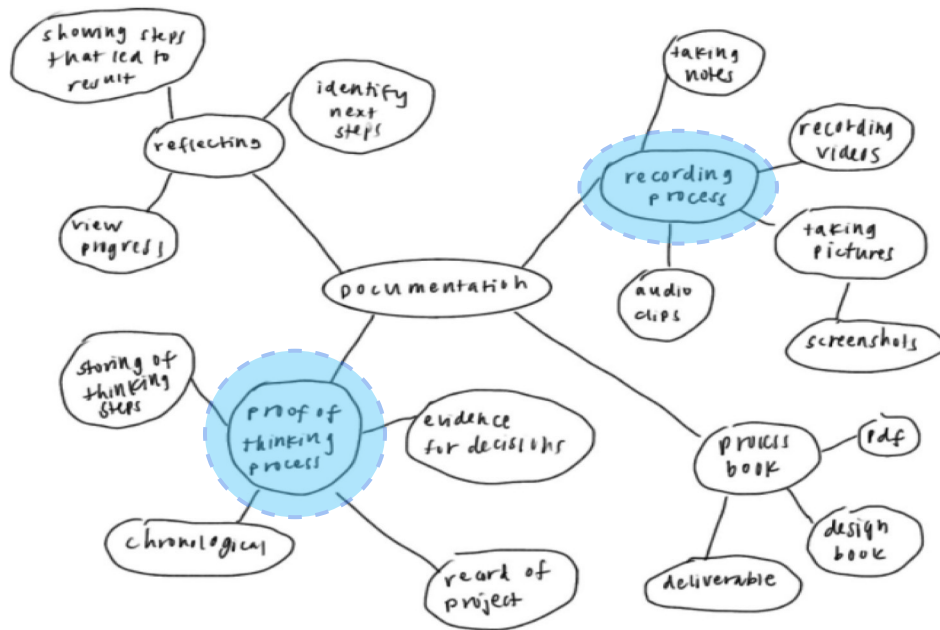 showing steps
that led to
result
identify
next
steps
reflecting
view
progress
taking
notes
recording
videos
recording
process
taking
pictures
audio
clips
screenshots
DOCUMENTATION
storing of
thinking
steps
proof of
thinking
process
evidence
for decisions
chronological
record of
project
process
book
pdf
design
book
deliverable